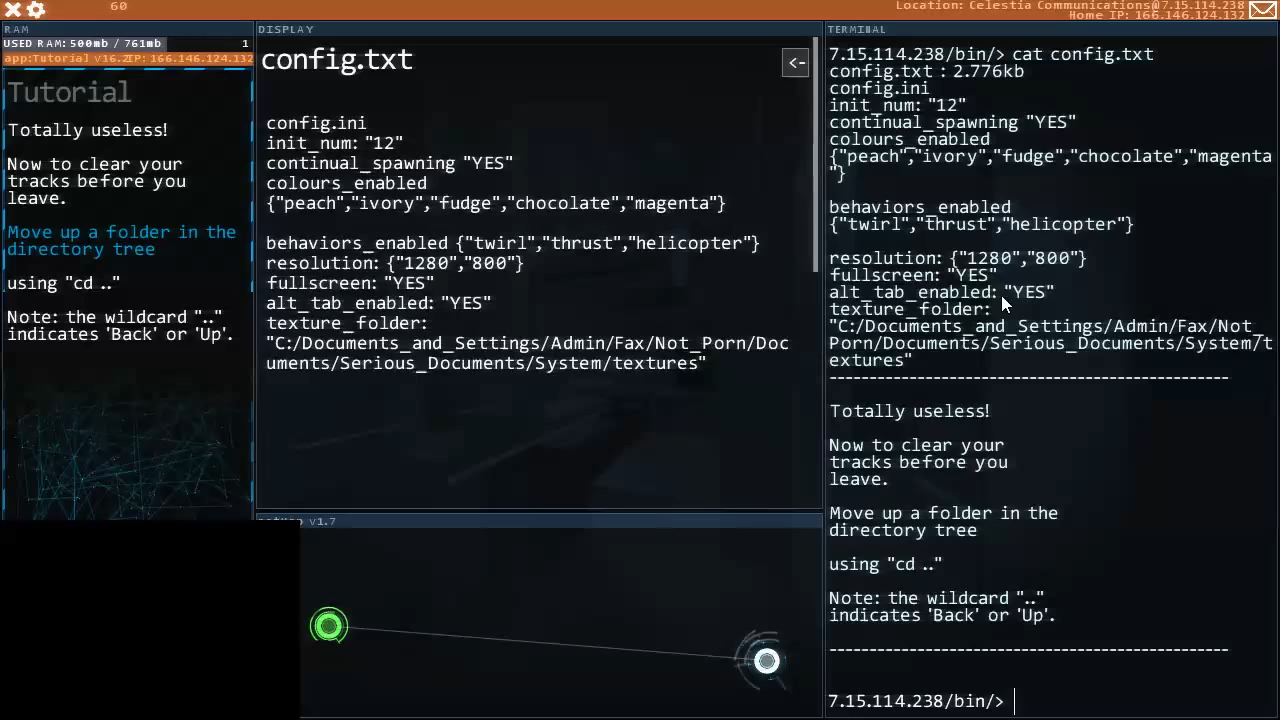 60
Location: Celestia Communications@7.15.114.238
Home IP: 166.146.124.132
RAM
USED RAM: 500mb / 761mb 1
app:Tutorial v16.2 IP: 166.146.124.132
Tutorial
Totally useless!
Now to clear your
tracks before you
leave.
Move up a folder in the
directory tree
using "cd .."
Note: the wildcard ".."
indicates 'Back' or 'Up'.
DISPLAY
config.txt
<-
config.ini
init_num: "12"
continual_spawning "YES"
colours_enabled
{"peach","ivory","fudge","chocolate","magenta"}
behaviors_enabled {"twirl","thrust","helicopter"}
resolution: {"1280","800"}
fullscreen: "YES"
alt_tab_enabled: "YES"
texture_folder:
"C:/Documents_and_Settings/Admin/Fax/Not_Porn/Doc
uments/Serious_Documents/System/textures"
v1.7
TERMINAL
7.15.114.238/bin/> cat config.txt
config.txt : 2.776kb
config.ini
init_num: "12"
continual_spawning "YES"
colours_enabled
{"peach","ivory","fudge","chocolate","magenta
"}
behaviors_enabled
{"twirl","thrust","helicopter"}
resolution: {"1280","800"}
fullscreen: "YES"
alt_tab_enabled: "YES"
texture_folder:
"C:/Documents_and_Settings/Admin/Fax/Not_
Porn/Documents/Serious_Documents/System/t
extures"
--------------------------------------------------
Totally useless!
Now to clear your
tracks before you
leave.
Move up a folder in the
directory tree
using "cd .."
Note: the wildcard ".."
indicates 'Back' or 'Up'.
--------------------------------------------------
7.15.114.238/bin/>